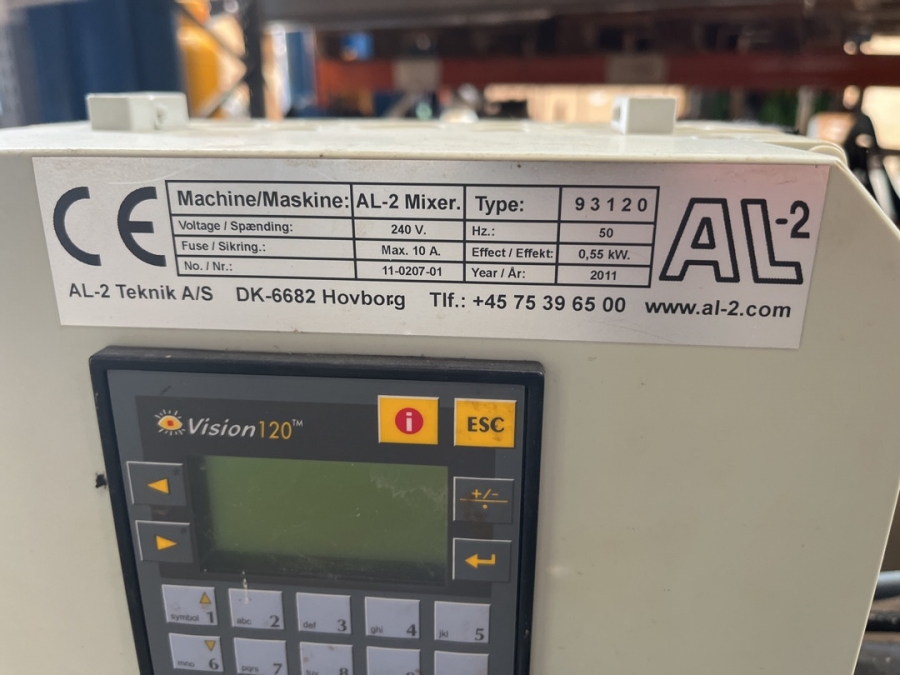 CE
Machine/Maskine: AL-2 Mixer. Type: 93120
Voltage / Spænding: 240 V. Hz.: 50
Fuse / Sikring.: Max. 10 A. Effect / Effekt: 0,55 kW.
No. / Nr.: 11-0207-01 Year / År: 2011
AL-2
AL-2 Teknik A/S DK-6682 Hovborg Tlf.: +45 75 39 65 00 www.al-2.com
Vision120™
i
ESC
+/-
symbol 1 abc 2 def 3 ghi 4 jkl 5
mno 6 pqrs 7 8